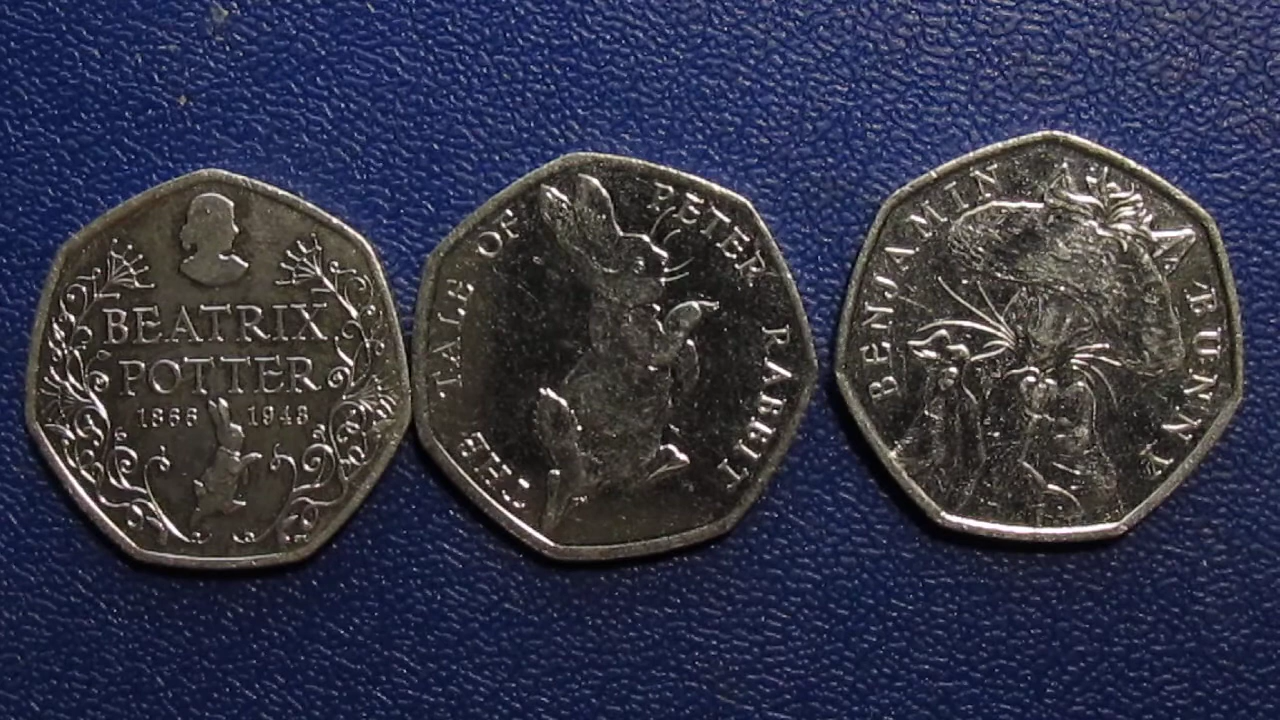 BEATRIX
POTTER
1866 1943
THE TALE OF PETER RABBIT
BENJAMIN BUNNY